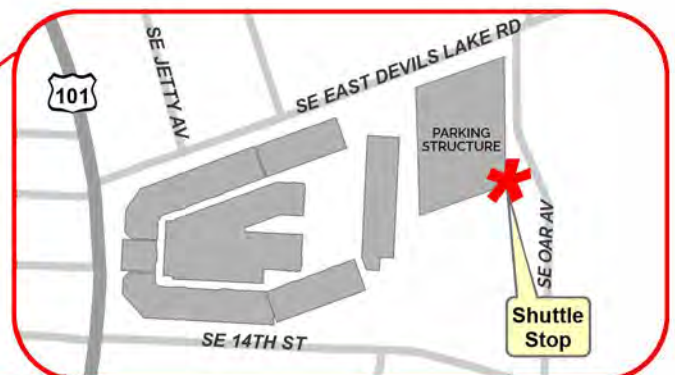 SE EAST DEVILS LAKE RD
SE JETTY AV
101
PARKING
STRUCTURE
SE OAR AV
Shuttle
Stop
SE 14TH ST